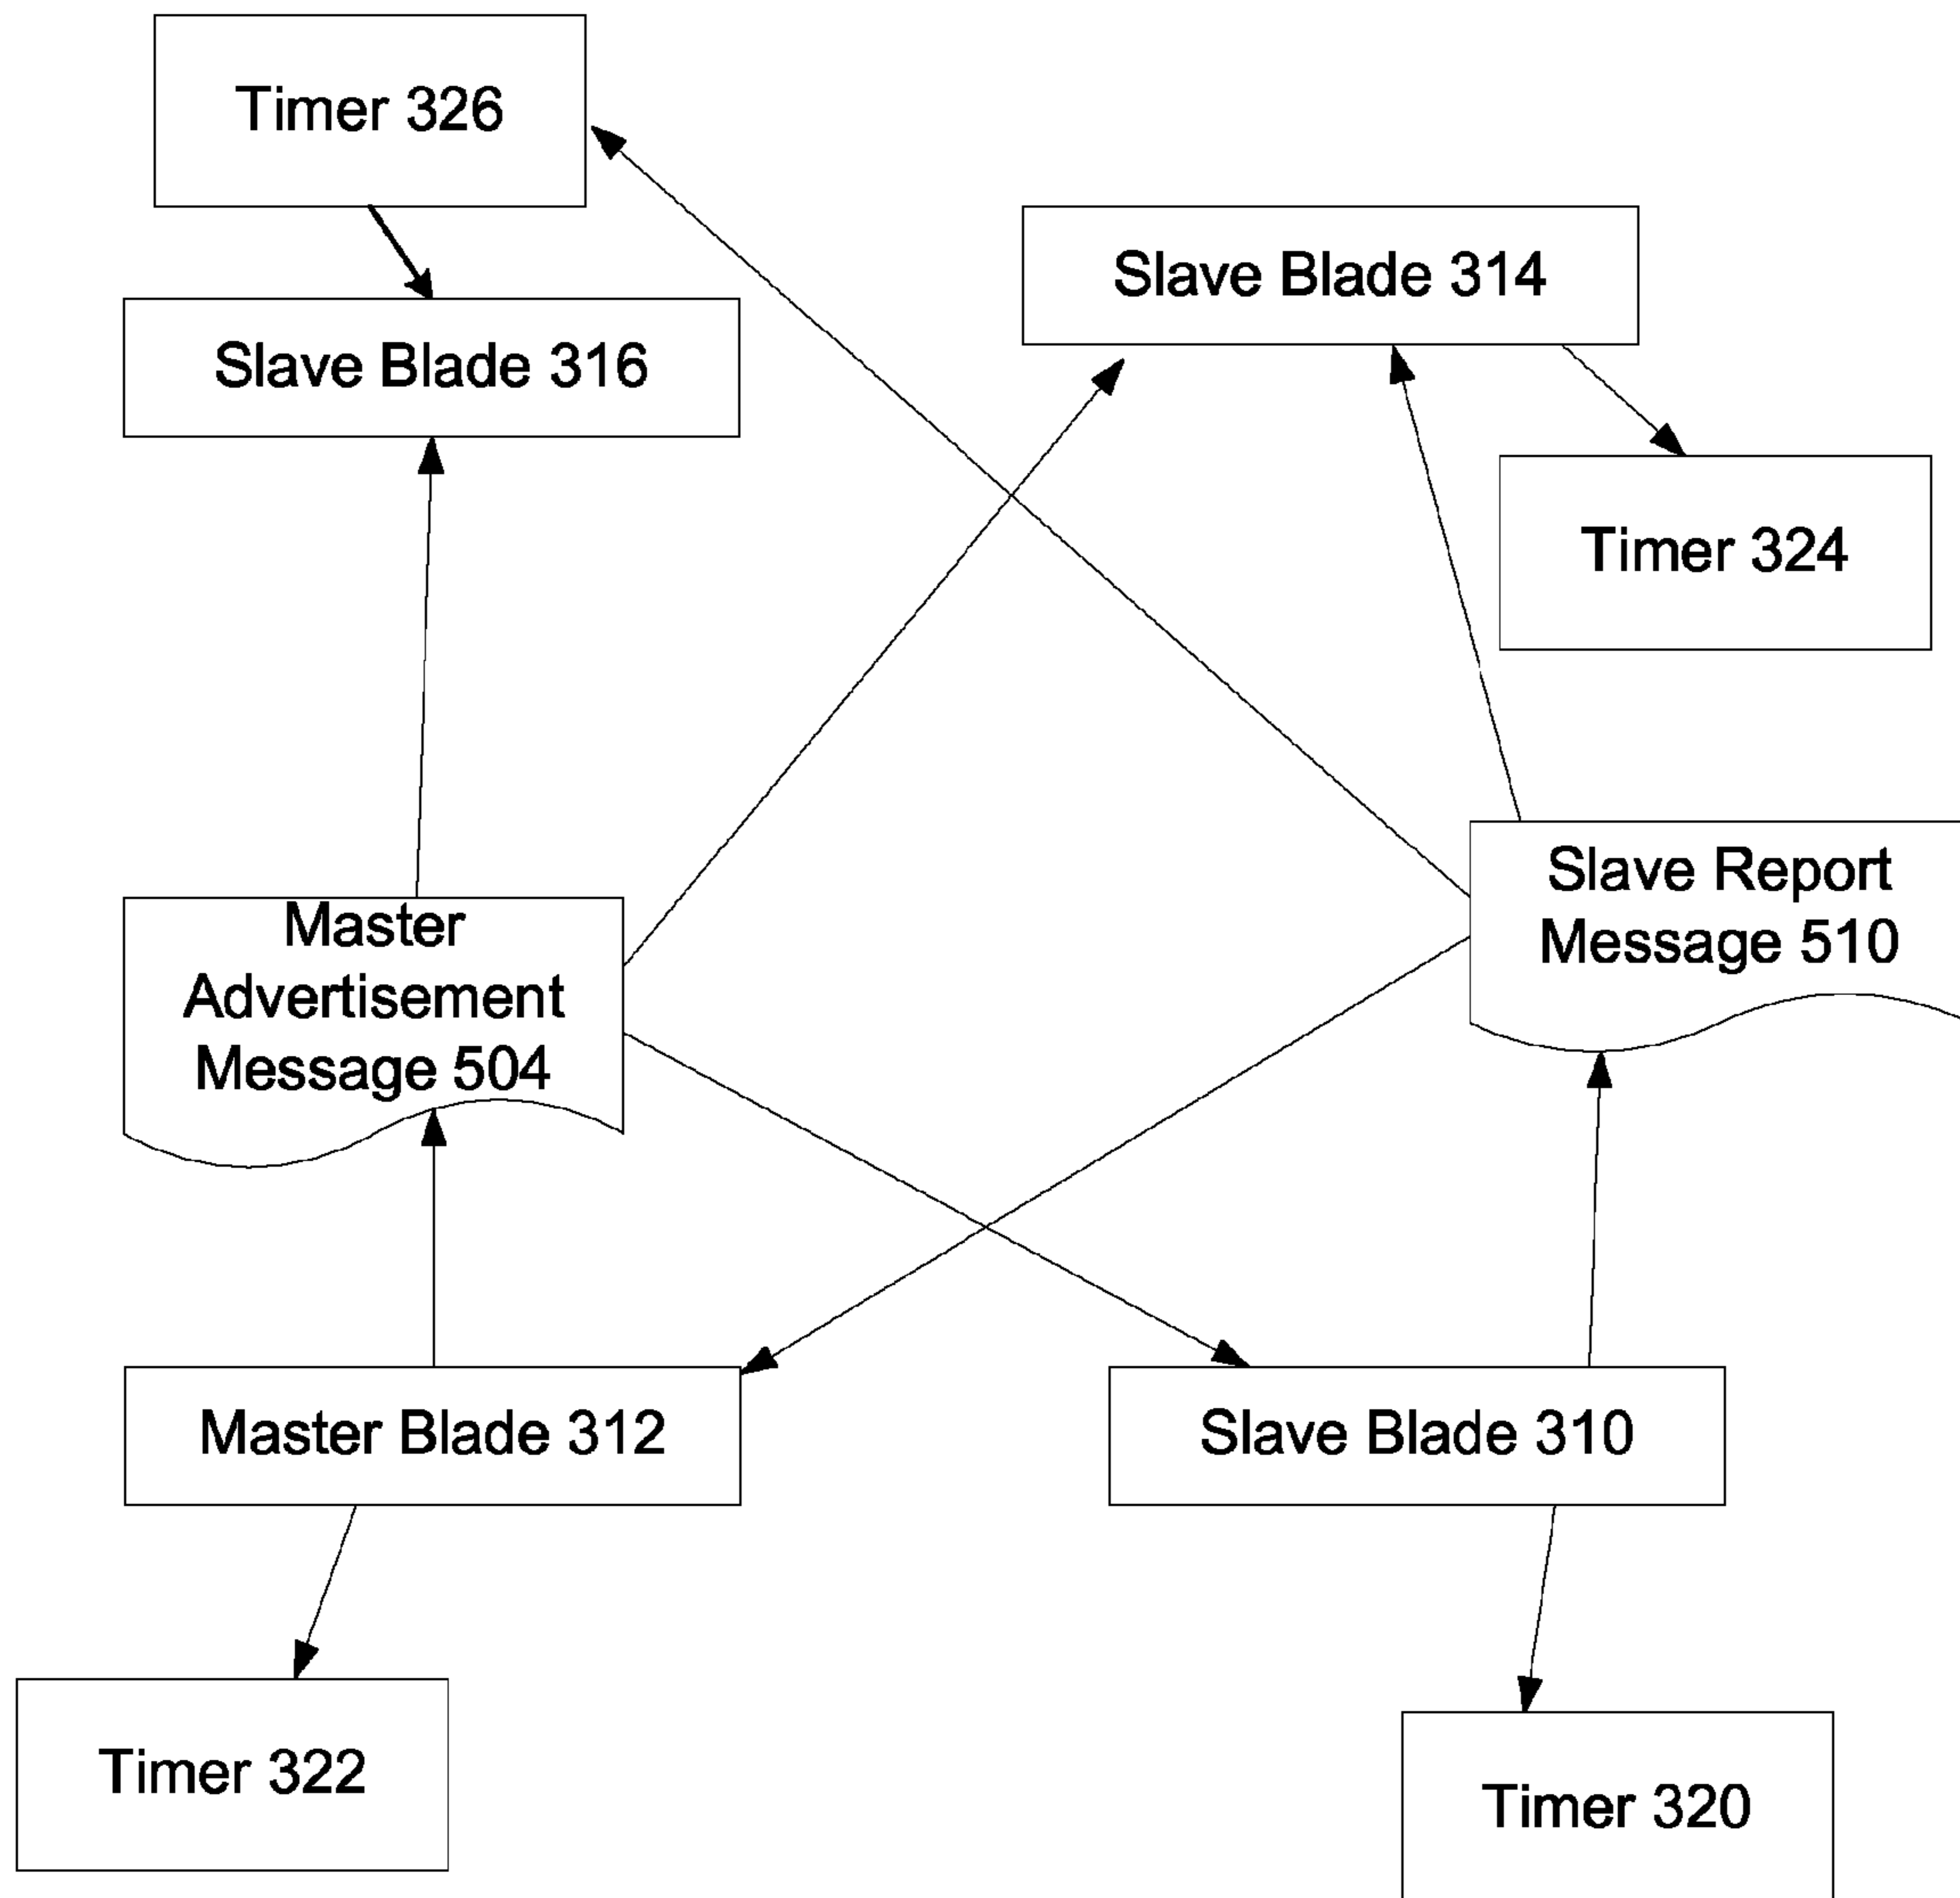 Timer 326
Slave Blade 314
Slave Blade 316
Timer 324
Slave Report
Message 510
Master
Advertisement
Message 504
Master Blade 312
Slave Blade 310
Timer 322
Timer 320